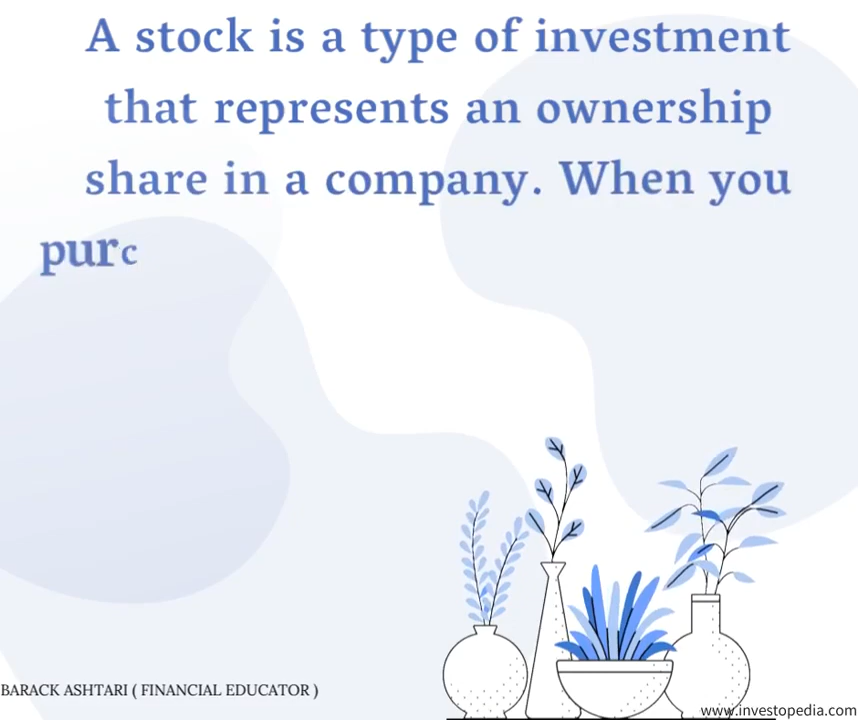 A stock is a type of investment
that represents an ownership
share in a company. When you
purc
BARACK ASHTARI ( FINANCIAL EDUCATOR )
www.investopedia.com